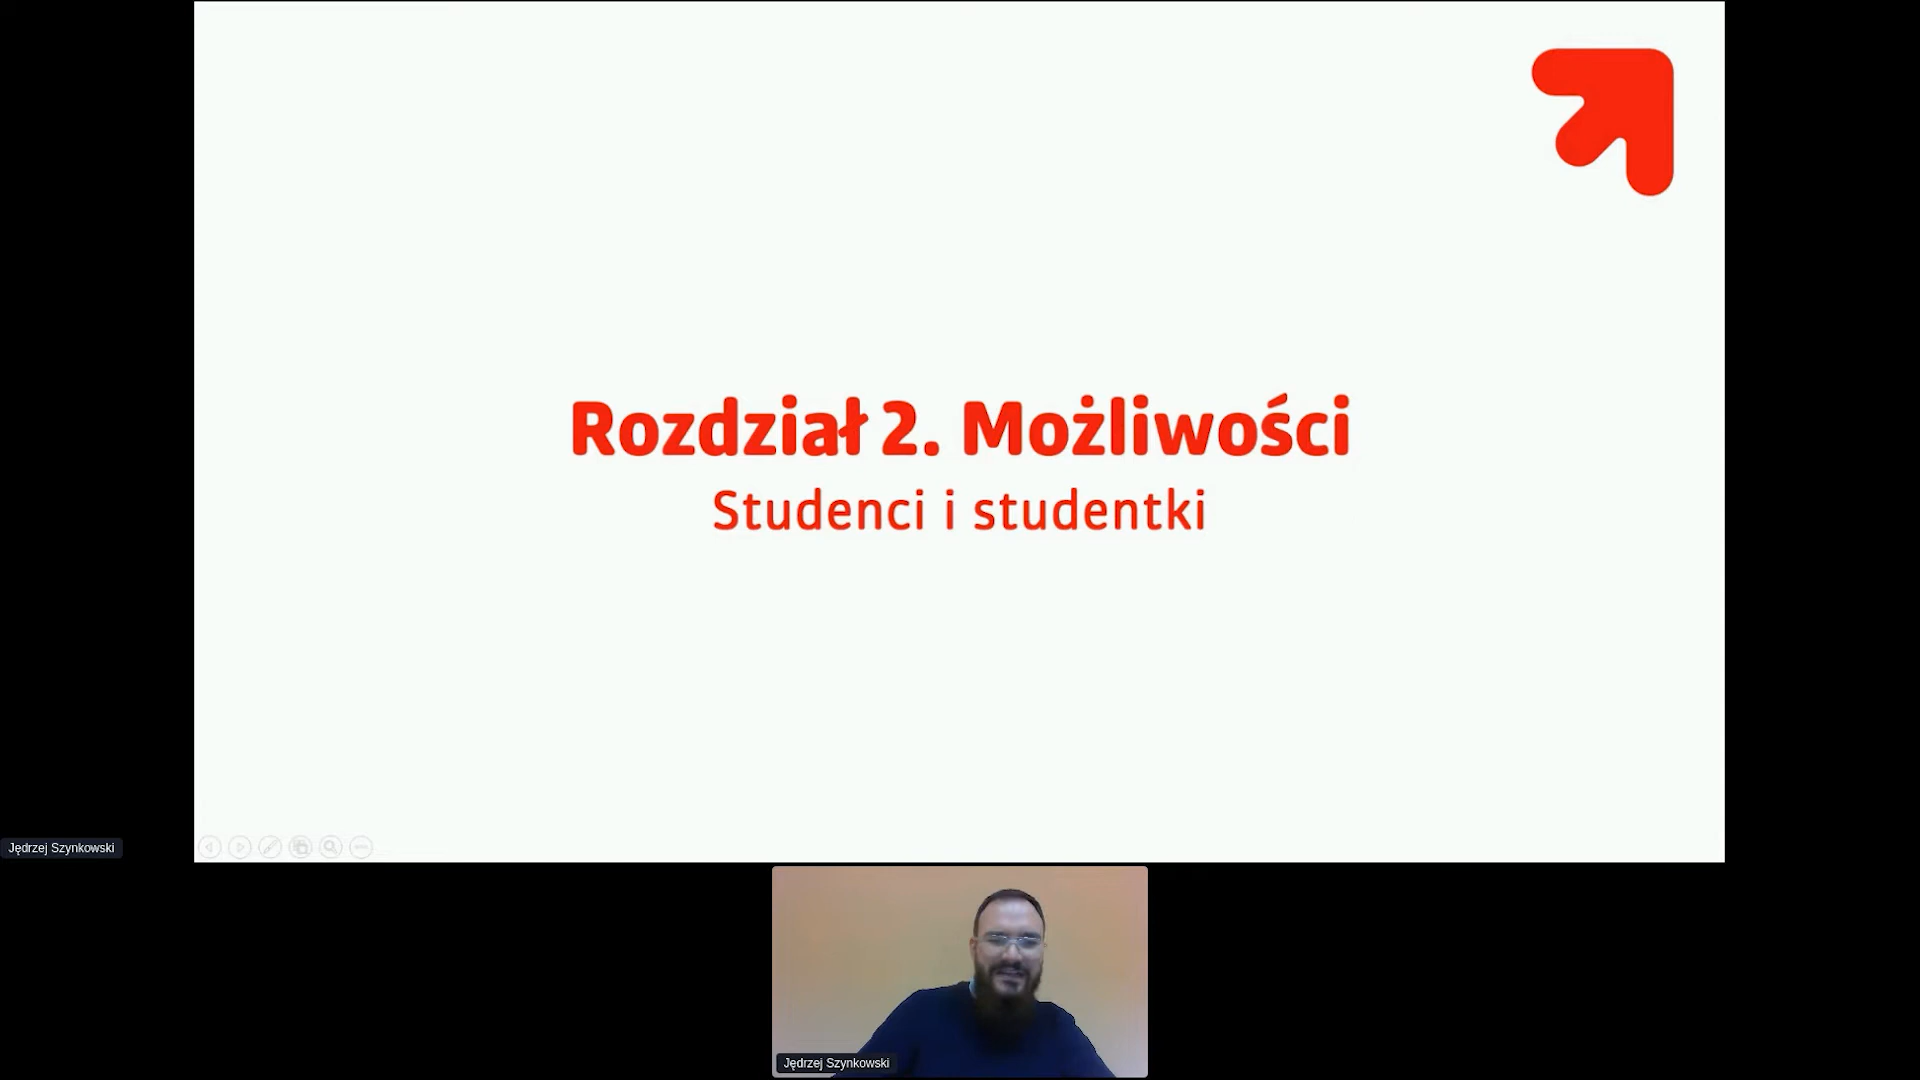 Rozdział 2. Możliwości
Studenci i studentki
Jędrzej Szynkowski
Jędrzej Szynkowski